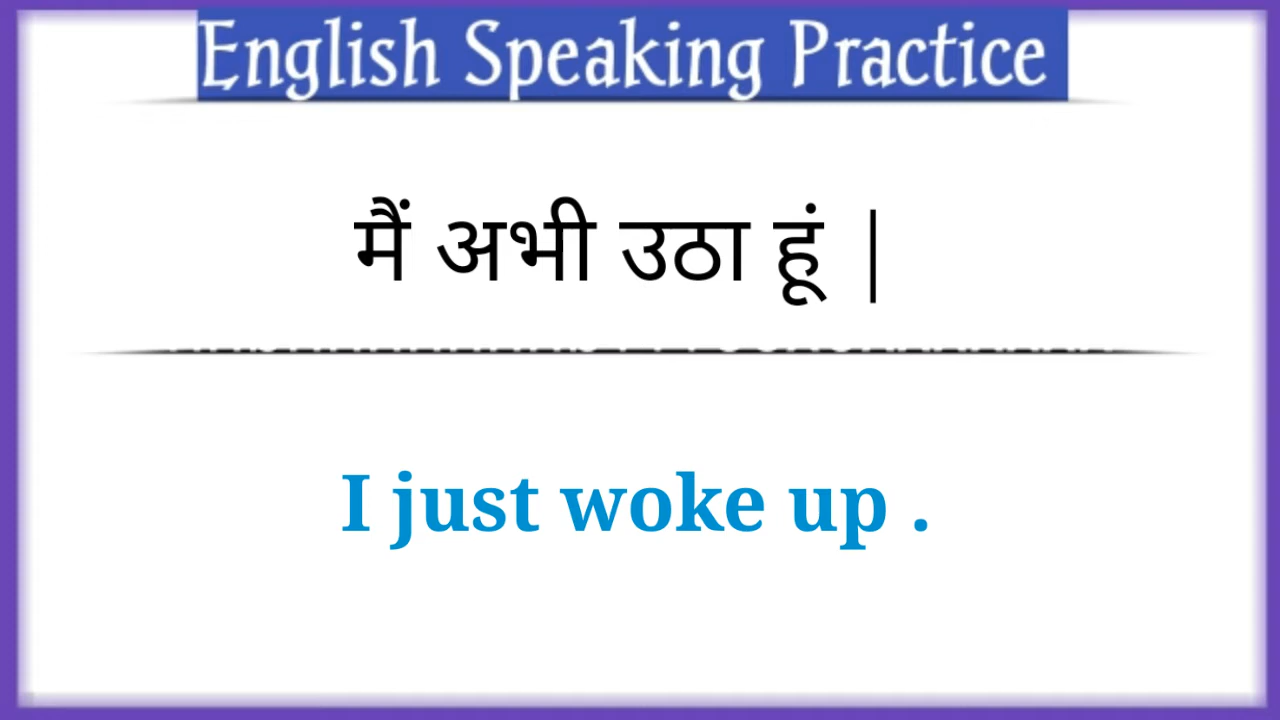 English Speaking Practice
मैं अभी उठा हूं |
I just woke up .